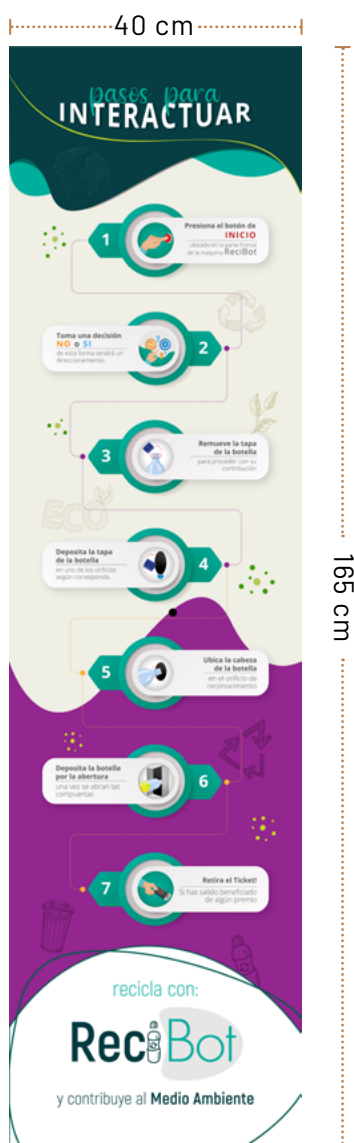 40 cm
pasos para
INTERACTUAR
1
Presiona el botón de
INICIO
ubicado en la parte frontal
de la maquina ReciBot
Toma una decisión
NO o SI
de esta forma tendrá un
direccionamiento.
2
3
Remueve la tapa
de la botella
para proceder con su
contribución
ECO
Deposita la tapa
de la botella
en uno de los orificios
según corresponda.
4
165 cm
5
Ubica la cabeza
de la botella
en el orificio de
reconocimiento
Deposita la botella
por la abertura
una vez se abran las
compuertas
6
7
Retira el Ticket!
Si has salido beneficiado
de algún premio
recicla con:
ReciBot
y contribuye al Medio Ambiente